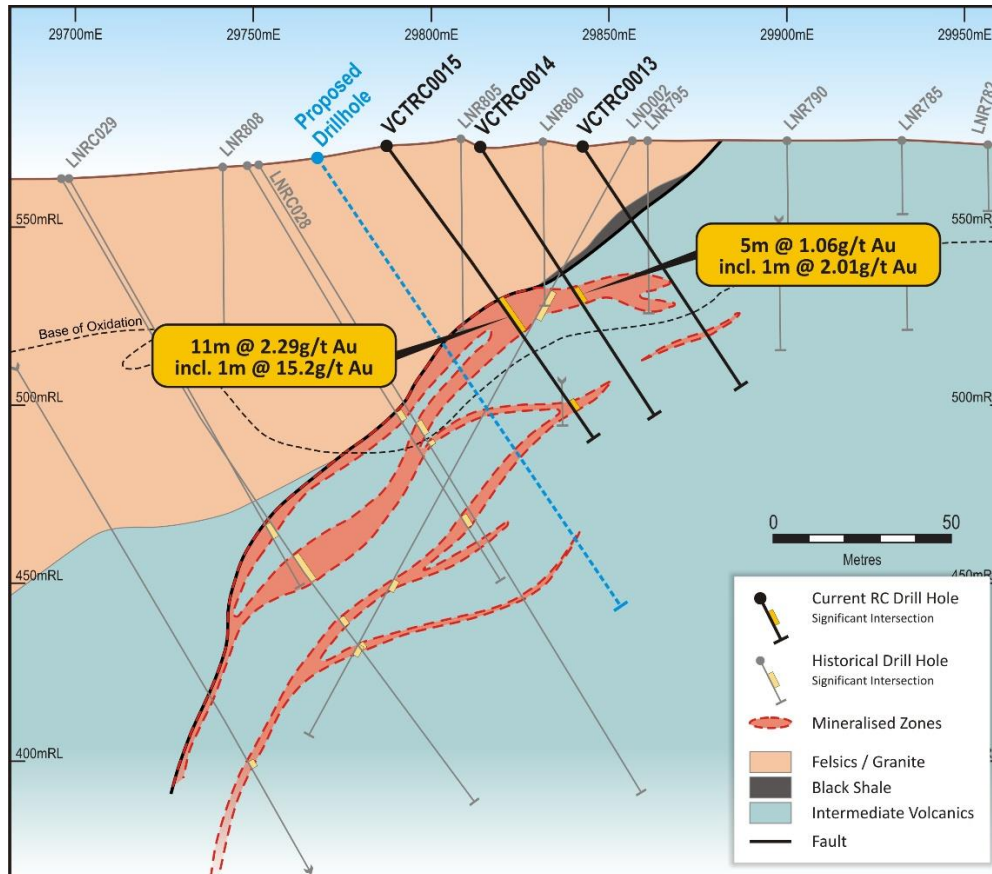 29700mE
29750mE
29800mE
29850mE
29900mE
29950mE
LNRC029
LNR808
LNRC028
Proposed
Drillhole
VCTRC0015
LNR805
VCTRC0014
LNR800
VCTRC0013
LND002
LNR795
LNR790
LNR785
LNR782
550mRL
550mRL
5m @ 1.06g/t Au
incl. 1m @ 2.01g/t Au
Base of Oxidation
11m @ 2.29g/t Au
incl. 1m @ 15.2g/t Au
500mRL
500mRL
0
50
Metres
450mRL
450mRL
400mRL
Current RC Drill Hole
Significant Intersection
Historical Drill Hole
Significant Intersection
Mineralised Zones
Felsics / Granite
Black Shale
Intermediate Volcanics
Fault